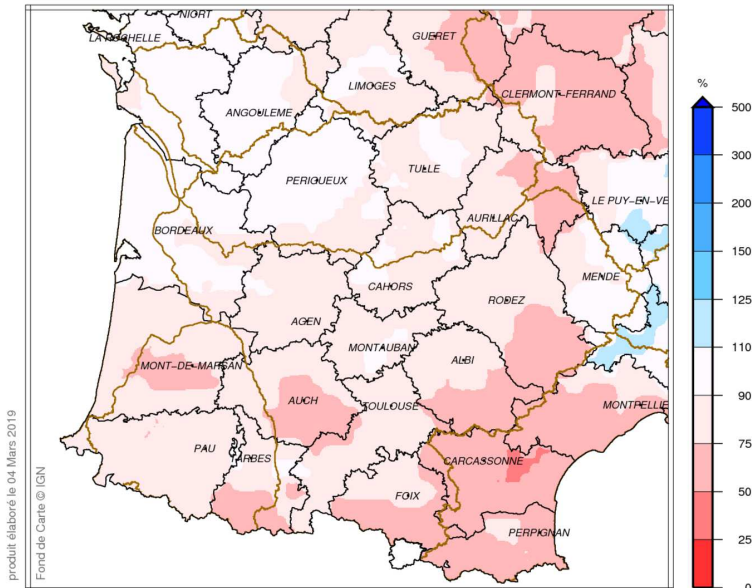 NIORT
LA ROCHELLE
GUERET
%
LIMOGES
CLERMONT-FERRAND
500
ANGOULEME
300
TULLE
PERIGUEUX
200
LE PUY-EN-VE
AURILLAC
BORDEAUX
150
CAHORS
MENDE
125
RODEZ
AGEN
110
MONTAUBAN
ALBI
MONT-DE-MARSAN
90
AUCH
TOULOUSE
MONTPELLIE
75
PAU
ARBES
CARCASSONNE
50
FOIX
PERPIGNAN
25
0
produit élaboré le 04 Mars 2019
Fond de Carte © IGN